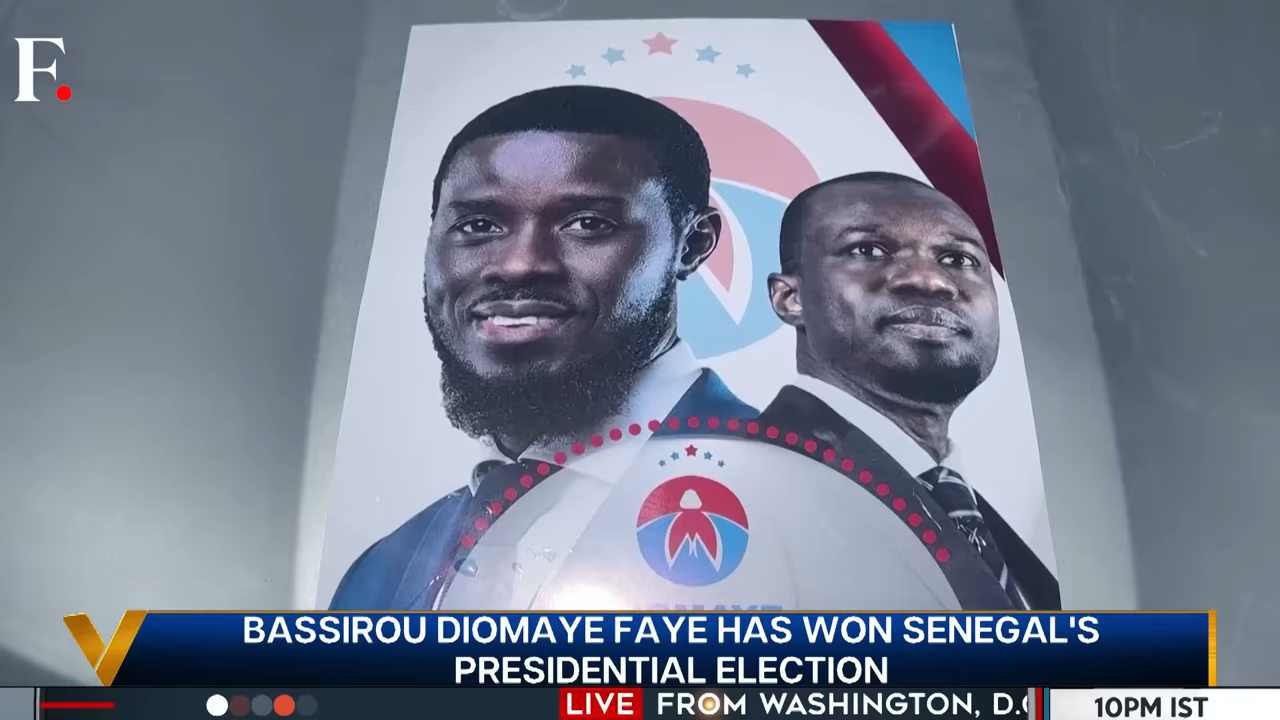 F.
BASSIROU DIOMAYE FAYE HAS WON SENEGAL'S
PRESIDENTIAL ELECTION
LIVE FROM WASHINGTON, D.C
10PM IST